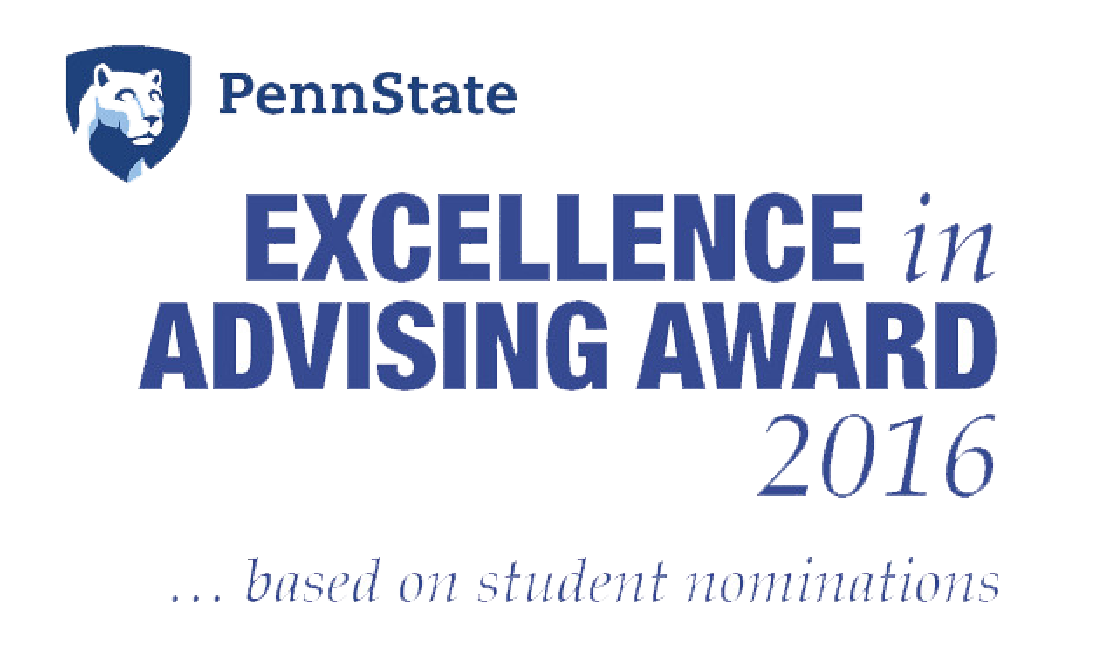 PennState
EXCELLENCE in
ADVISING AWARD
2016
... based on student nominations